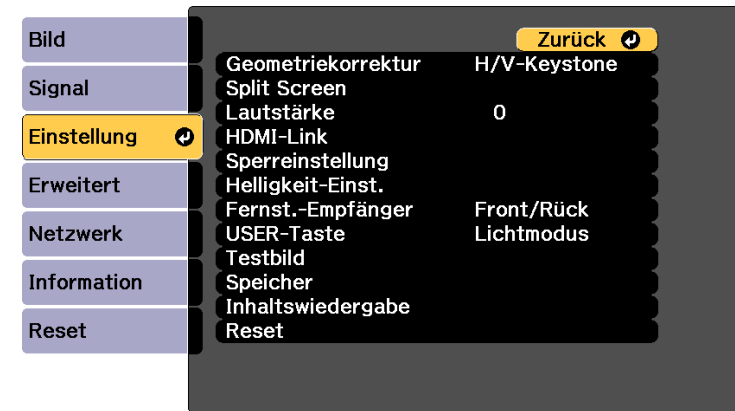 Bild
Signal
Einstellung
Erweitert
Netzwerk
Information
Reset
Zurück
Geometriekorrektur H/V-Keystone
Split Screen
Lautstärke 0
HDMI-Link
Sperreinstellung
Helligkeit-Einst.
Fernst.-Empfänger Front/Rück
USER-Taste Lichtmodus
Testbild
Speicher
Inhaltswiedergabe
Reset